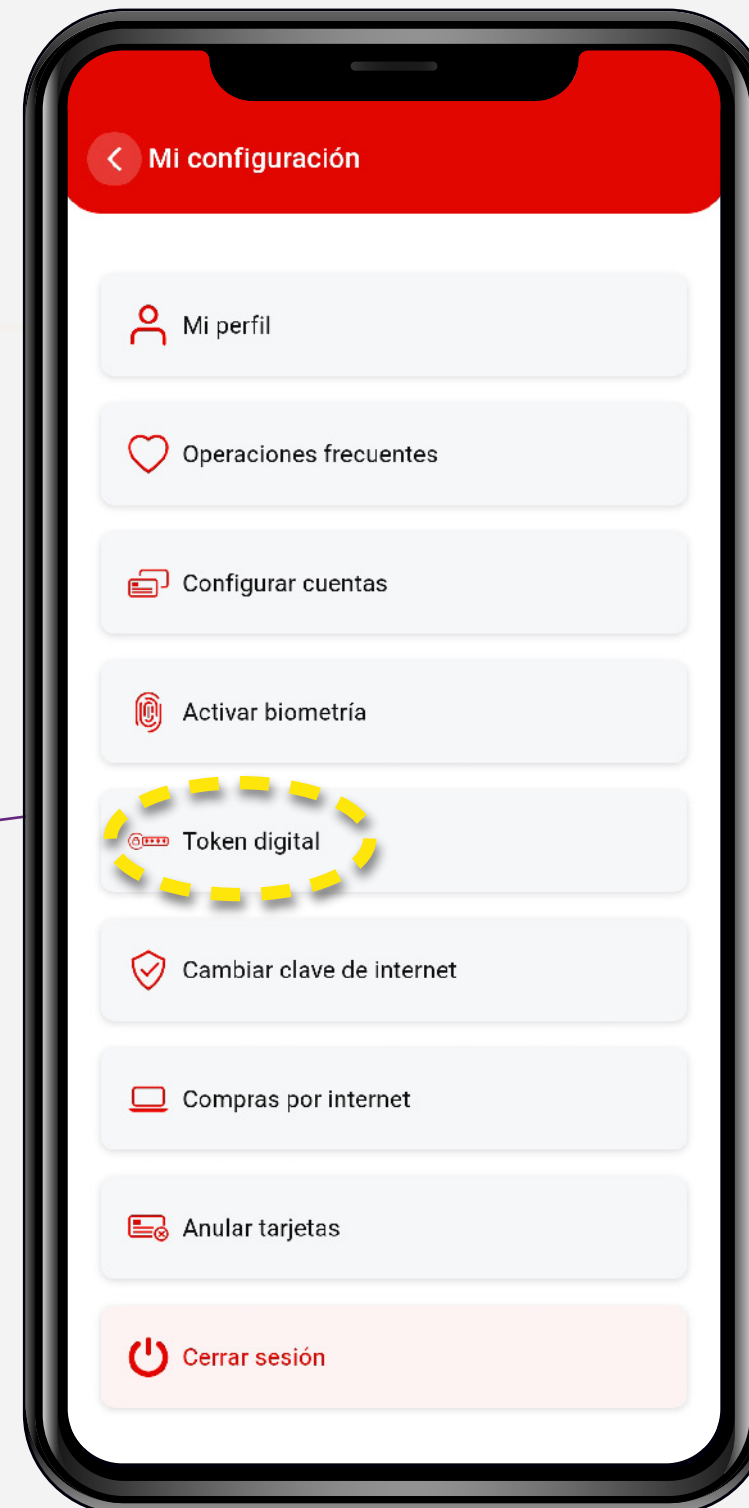 Mi configuración
Mi perfil
Operaciones frecuentes
Configurar cuentas
Activar biometría
Token digital
Cambiar clave de internet
Compras por internet
Anular tarjetas
Cerrar sesión